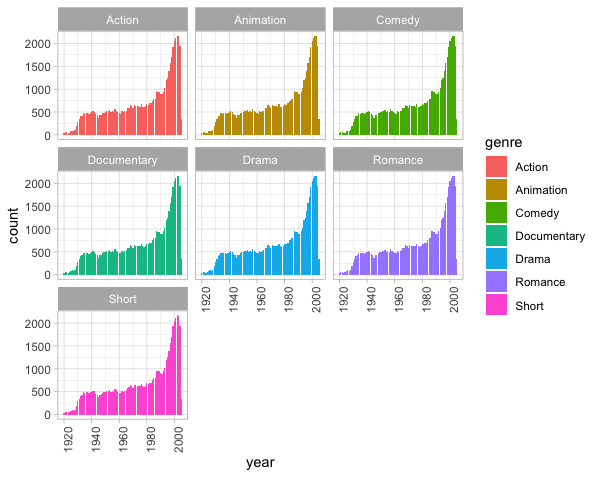 Action Animation Comedy
2000
1500
1000
500
0
Documentary Drama Romance
2000
1500
1000
500
0
1920 1940 1960 1980 2000 1920 1940 1960 1980 2000
Short
2000
1500
1000
500
0
1920 1940 1960 1980 2000
count
year
genre
Action
Animation
Comedy
Documentary
Drama
Romance
Short